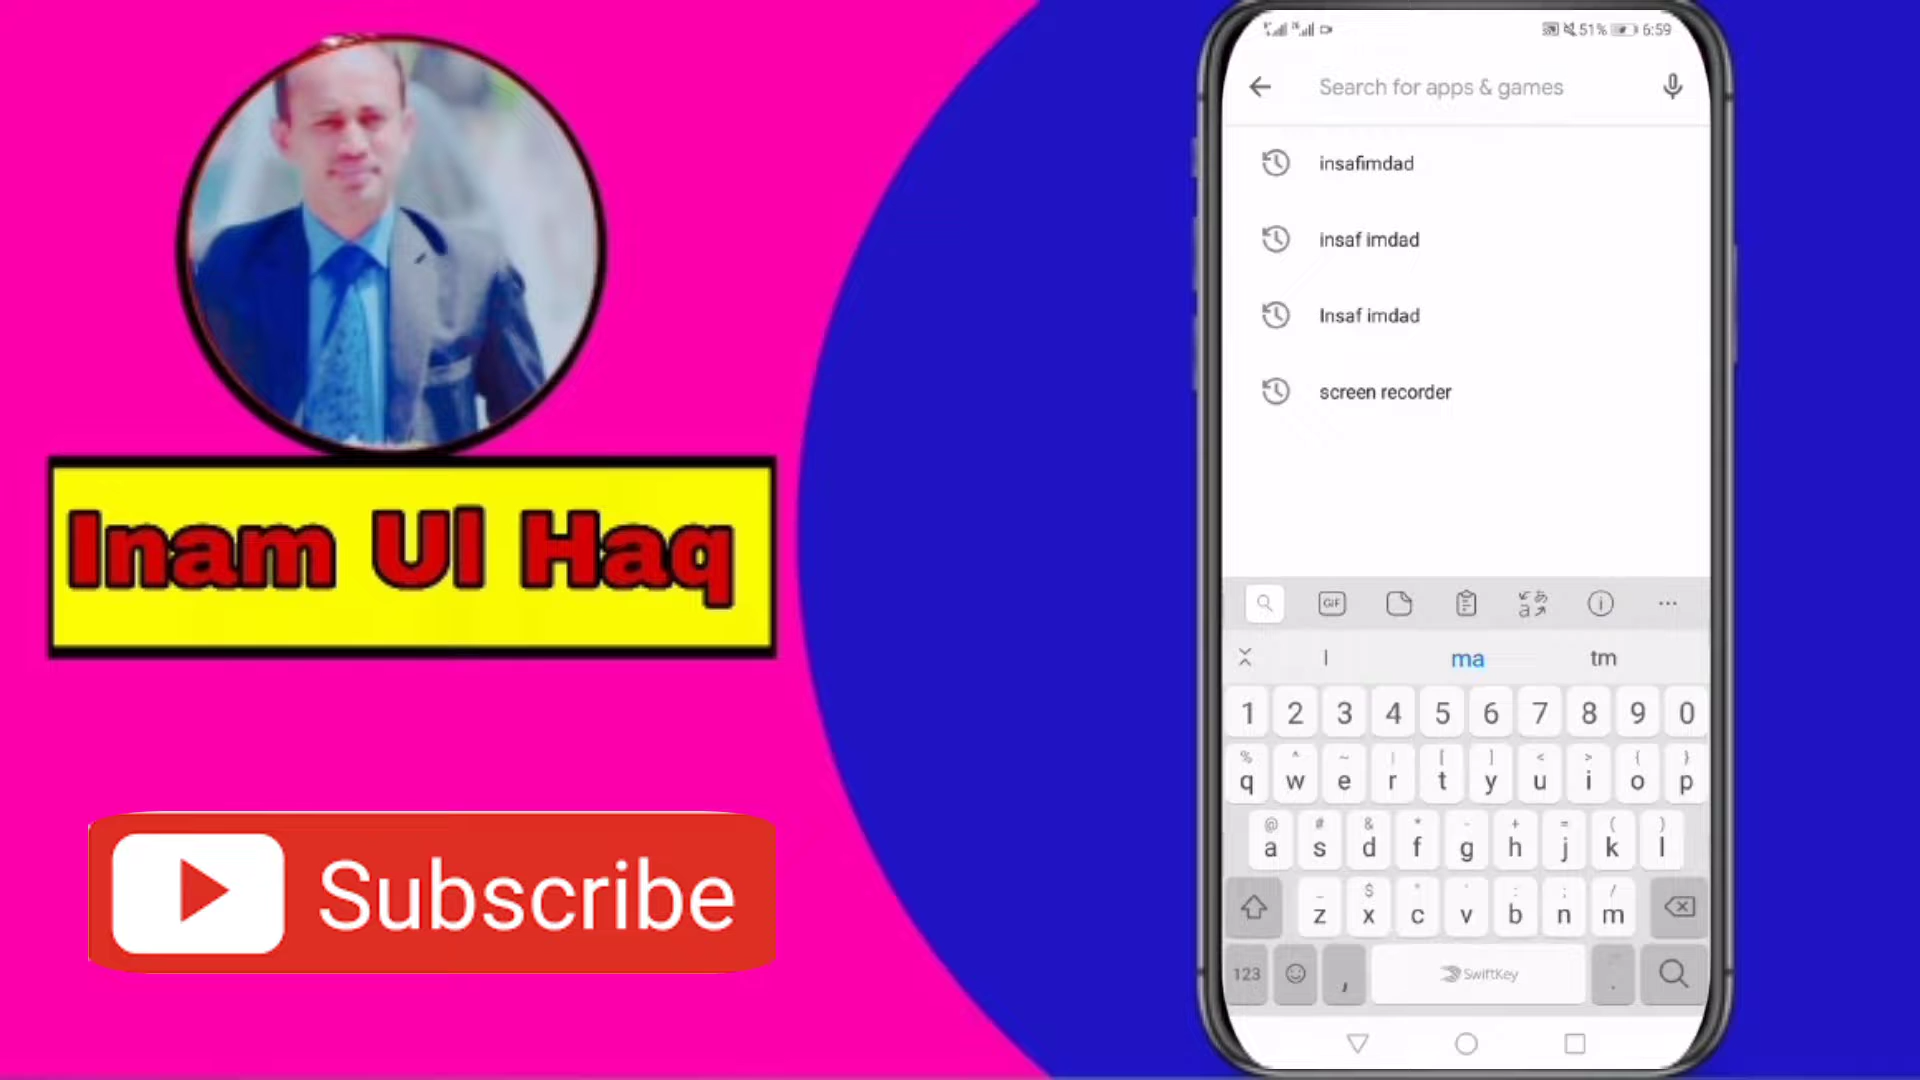 Inam Ul Haq
Subscribe
51% 6:59
Search for apps & games
insafimdad
insaf imdad
Insaf imdad
screen recorder
GIF
I ma tm
1 2 3 4 5 6 7 8 9 0
% ^ ~ | [ ] < > { }
q w e r t y u i o p
@ # & * - + = ( )
a s d f g h j k l
_ $ " ' : ; /
z x c v b n m
123 , SwiftKey .